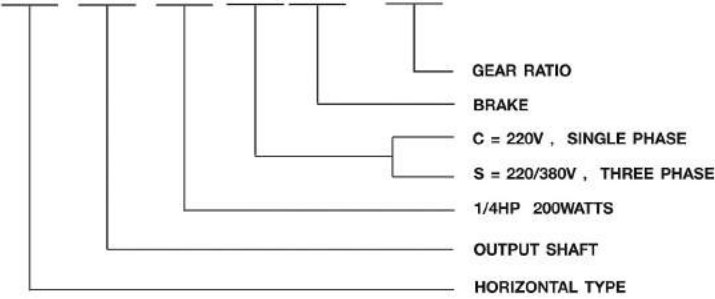 GEAR RATIO
BRAKE
C = 220V , SINGLE PHASE
S = 220/380V , THREE PHASE
1/4HP 200WATTS
OUTPUT SHAFT
HORIZONTAL TYPE